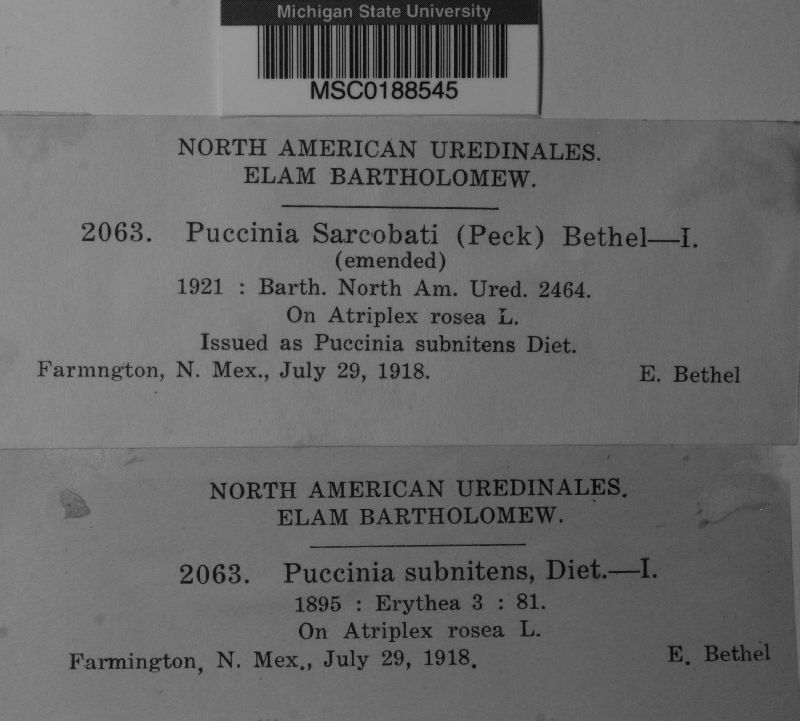 Michigan State University
MSC0188545
NORTH AMERICAN UREDINALES.
ELAM BARTHOLOMEW.
2063. Puccinia Sarcobati (Peck) Bethel—I.
(emended)
1921 : Barth. North Am. Ured. 2464.
On Atriplex rosea L.
Issued as Puccinia subnitens Diet.
Farmngton, N. Mex., July 29, 1918. E. Bethel
NORTH AMERICAN UREDINALES.
ELAM BARTHOLOMEW.
2063. Puccinia subnitens, Diet.—I.
1895 : Erythea 3 : 81.
On Atriplex rosea L.
Farmington, N. Mex., July 29, 1918. E. Bethel